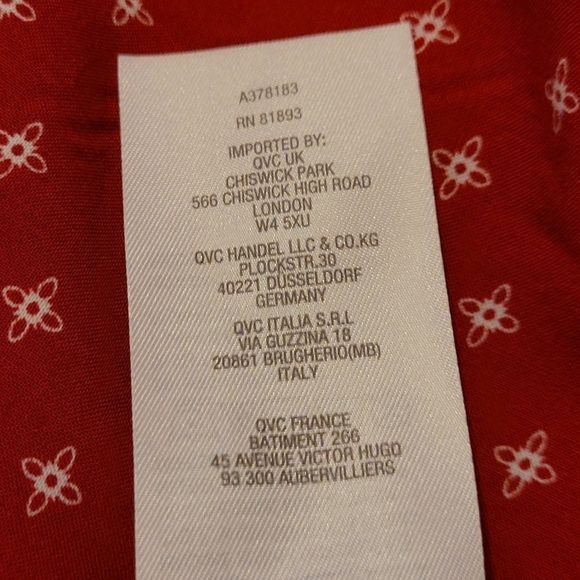 A378183
RN 81893
IMPORTED BY:
QVC UK
CHISWICK PARK
566 CHISWICK HIGH ROAD
LONDON
W4 5XU
QVC HANDEL LLC & CO.KG
PLOCKSTR.30
40221 DÜSSELDORF
GERMANY
QVC ITALIA S.R.L
VIA GUZZINA 18
20861 BRUGHERIO(MB)
ITALY
QVC FRANCE
BATIMENT 266
45 AVENUE VICTOR HUGO
93 300 AUBERVILLIERS